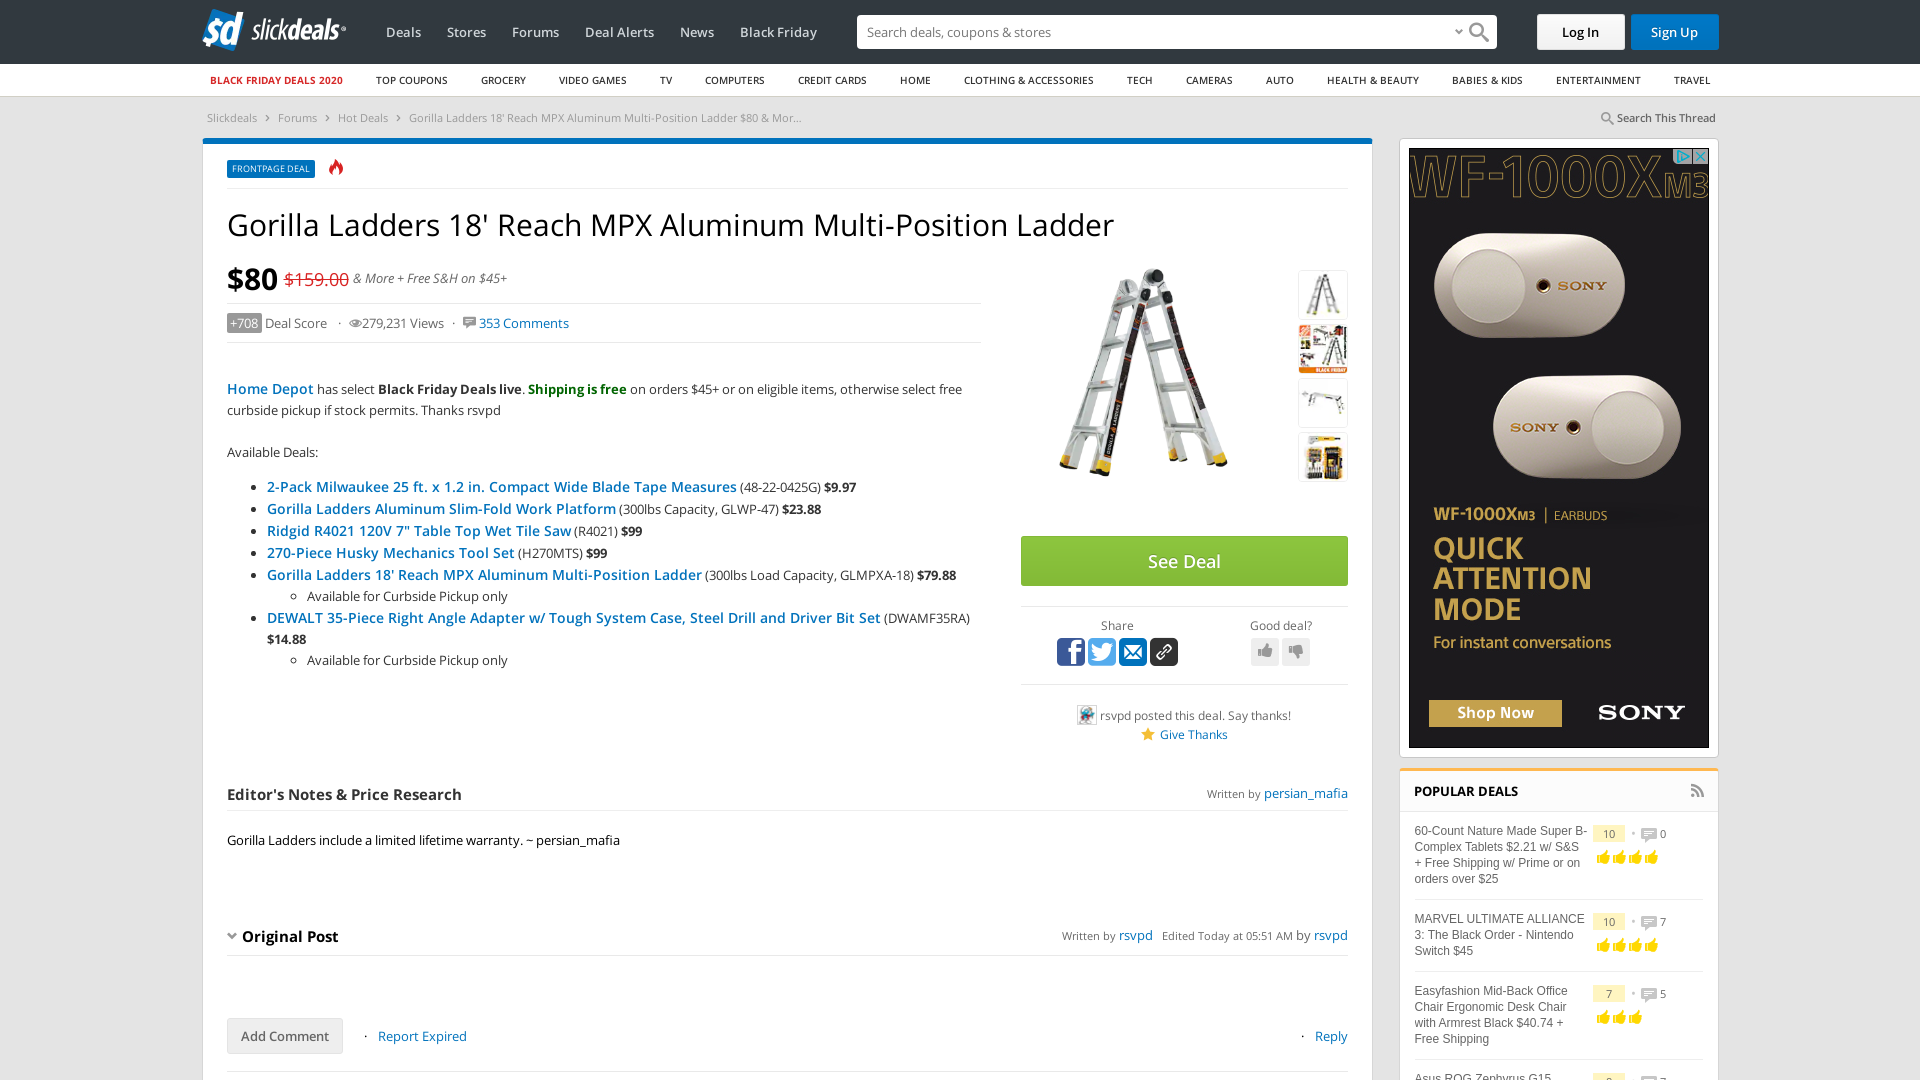 slickdeals
Deals
Stores
Forums
Deal Alerts
News
Black Friday
Search deals, coupons & stores
Log In
Sign Up
BLACK FRIDAY DEALS 2020
TOP COUPONS
GROCERY
VIDEO GAMES
TV
COMPUTERS
CREDIT CARDS
HOME
CLOTHING & ACCESSORIES
TECH
CAMERAS
AUTO
HEALTH & BEAUTY
BABIES & KIDS
ENTERTAINMENT
TRAVEL
Slickdeals › Forums › Hot Deals › Gorilla Ladders 18' Reach MPX Aluminum Multi-Position Ladder $80 & Mor...
Search This Thread
FRONTPAGE DEAL
Gorilla Ladders 18' Reach MPX Aluminum Multi-Position Ladder
$80 $159.00 & More + Free S&H on $45+
+708 Deal Score · 279,231 Views · 353 Comments
Home Depot has select Black Friday Deals live. Shipping is free on orders $45+ or on eligible items, otherwise select free
curbside pickup if stock permits. Thanks rsvpd
Available Deals:
2-Pack Milwaukee 25 ft. x 1.2 in. Compact Wide Blade Tape Measures (48-22-0425G) $9.97
Gorilla Ladders Aluminum Slim-Fold Work Platform (300lbs Capacity, GLWP-47) $23.88
Ridgid R4021 120V 7" Table Top Wet Tile Saw (R4021) $99
270-Piece Husky Mechanics Tool Set (H270MTS) $99
Gorilla Ladders 18' Reach MPX Aluminum Multi-Position Ladder (300lbs Load Capacity, GLMPXA-18) $79.88
Available for Curbside Pickup only
DEWALT 35-Piece Right Angle Adapter w/ Tough System Case, Steel Drill and Driver Bit Set (DWAMF35RA)
$14.88
Available for Curbside Pickup only
See Deal
Share
Good deal?
rsvpd posted this deal. Say thanks!
Give Thanks
Editor's Notes & Price Research
Written by persian_mafia
Gorilla Ladders include a limited lifetime warranty. ~ persian_mafia
Original Post
Written by rsvpd Edited Today at 05:51 AM by rsvpd
Add Comment
· Report Expired
· Reply
WF-1000XM3
SONY
SONY
WF-1000XM3 | EARBUDS
QUICK
ATTENTION
MODE
For instant conversations
Shop Now
SONY
POPULAR DEALS
60-Count Nature Made Super B-
Complex Tablets $2.21 w/ S&S
+ Free Shipping w/ Prime or on
orders over $25
10 • 0
MARVEL ULTIMATE ALLIANCE
3: The Black Order - Nintendo
Switch $45
10 • 7
Easyfashion Mid-Back Office
Chair Ergonomic Desk Chair
with Armrest Black $40.74 +
Free Shipping
7 • 5
Asus ROG Zephyrus G15